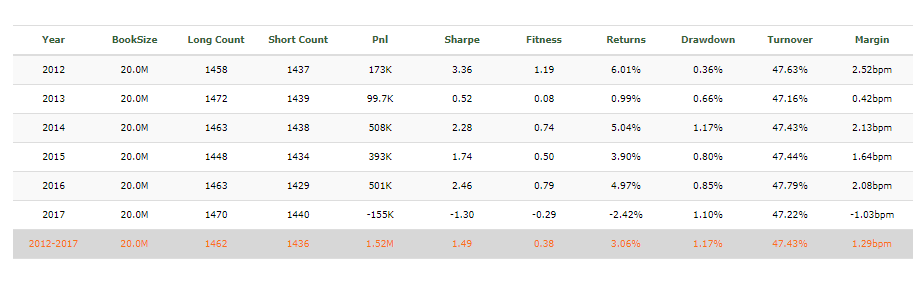 Year BookSize Long Count Short Count Pnl Sharpe Fitness Returns Drawdown Turnover Margin
2012 20.0M 1458 1437 173K 3.36 1.19 6.01% 0.36% 47.63% 2.52bpm
2013 20.0M 1472 1439 99.7K 0.52 0.08 0.99% 0.66% 47.16% 0.42bpm
2014 20.0M 1463 1438 508K 2.28 0.74 5.04% 1.17% 47.43% 2.13bpm
2015 20.0M 1448 1434 393K 1.74 0.50 3.90% 0.80% 47.44% 1.64bpm
2016 20.0M 1463 1429 501K 2.46 0.79 4.97% 0.85% 47.79% 2.08bpm
2017 20.0M 1470 1440 -155K -1.30 -0.29 -2.42% 1.10% 47.22% -1.03bpm
2012-2017 20.0M 1462 1436 1.52M 1.49 0.38 3.06% 1.17% 47.43% 1.29bpm